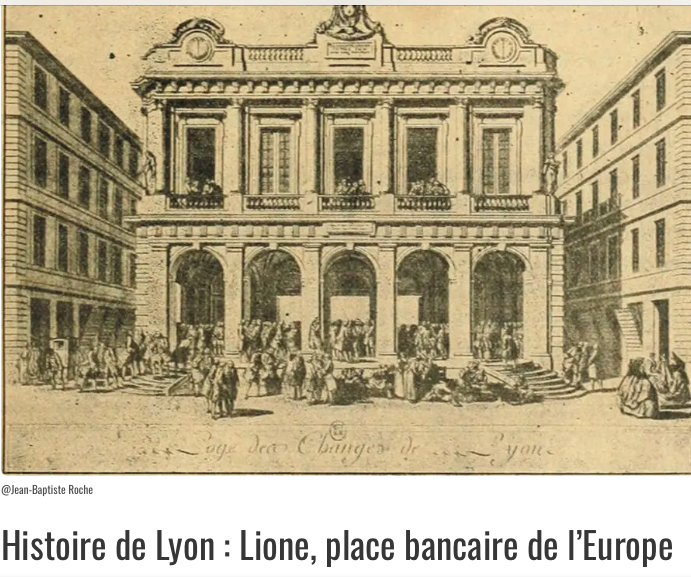 Loge des Changes de Lyon
@Jean-Baptiste Roche
Histoire de Lyon : Lione, place bancaire de l’Europe